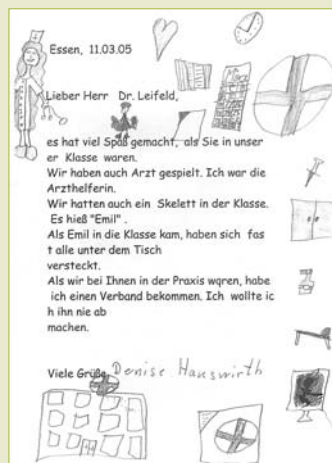 Essen, 11.03.05
Lieber Herr Dr. Leifeld,
es hat viel Spaß gemacht, als Sie in unser
er Klasse waren.
Wir haben auch Arzt gespielt. Ich war die
Arzthelferin.
Wir hatten auch ein Skelett in der Klasse.
Es hieß "Emil" .
Als Emil in die Klasse kam, haben sich fas
t alle unter dem Tisch
versteckt.
Als wir bei Ihnen in der Praxis wqren, habe
ich einen Verband bekommen. Ich wollte ic
h ihn nie ab
machen.
Viele Grüße, Denise Hauswirth